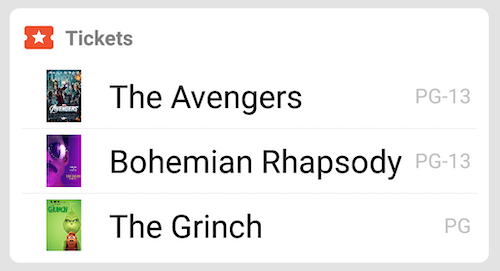 Tickets
The Avengers PG-13
Bohemian Rhapsody PG-13
The Grinch PG